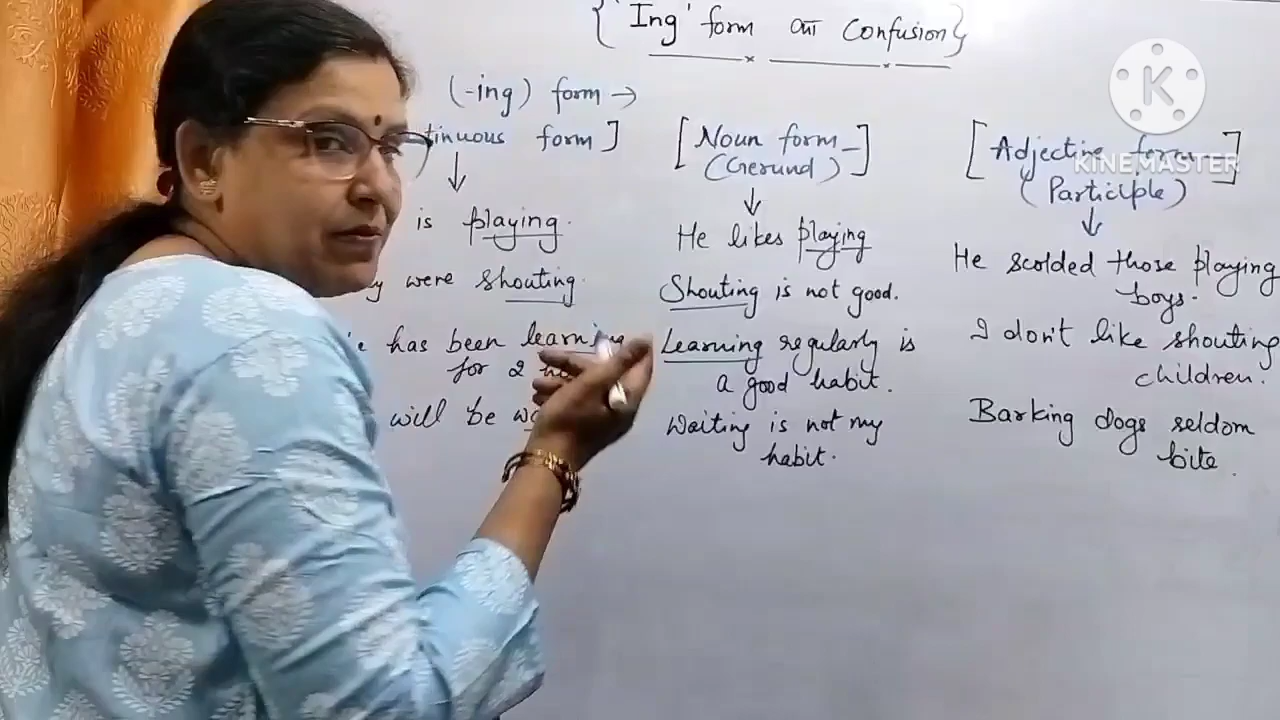 { 'Ing' form का Confusion }
(-ing) form →
tinuous form ]
is playing.
y were shouting.
has been learning
for 2
will be
[ Noun form ]
(Gerund)
He likes playing
Shouting is not good.
Learning regularly is
a good habit.
Waiting is not my
habit.
[ Adjective form ]
(Participle)
He scolded those playing
boys.
I don't like shouting
children.
Barking dogs seldom
bite.
K
KINEMASTER